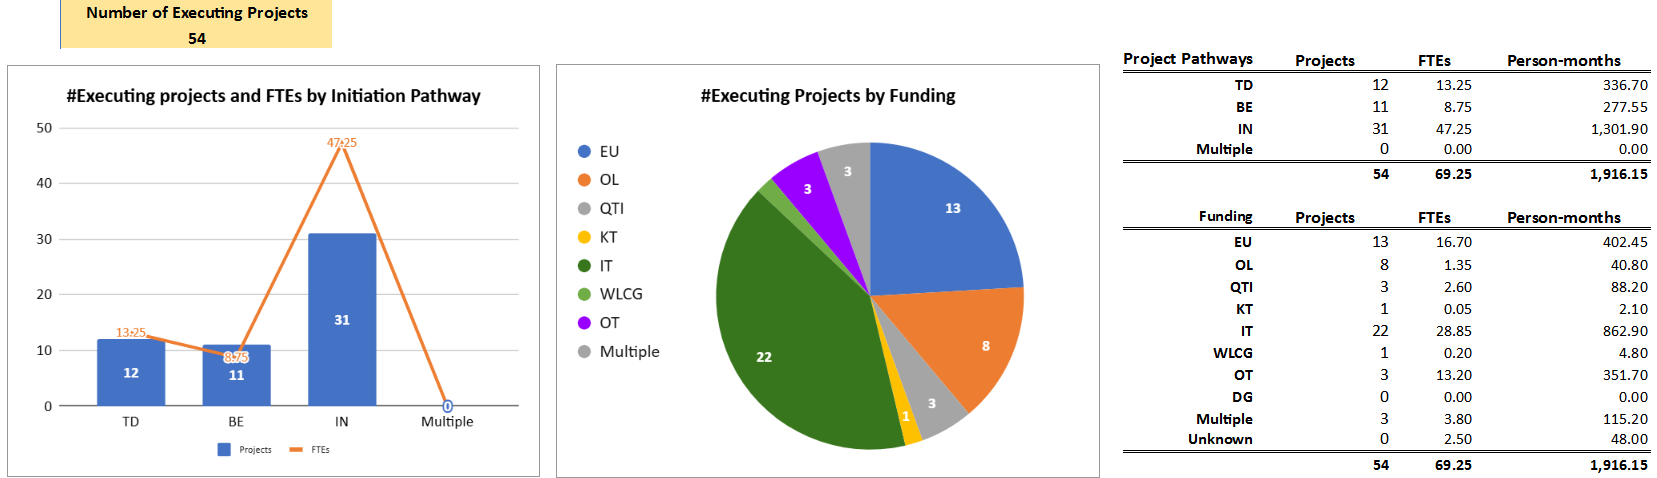 Number of Executing Projects
54
#Executing projects and FTEs by Initiation Pathway
50
40
30
20
10
0
47.25
13.25
8.75
12
11
31
0
TD BE IN Multiple
Projects FTEs
#Executing Projects by Funding
EU
OL
QTI
KT
IT
WLCG
OT
Multiple
13
8
3
1
22
3
3
Project Pathways Projects FTEs Person-months
TD 12 13.25 336.70
BE 11 8.75 277.55
IN 31 47.25 1,301.90
Multiple 0 0.00 0.00
54 69.25 1,916.15
Funding Projects FTEs Person-months
EU 13 16.70 402.45
OL 8 1.35 40.80
QTI 3 2.60 88.20
KT 1 0.05 2.10
IT 22 28.85 862.90
WLCG 1 0.20 4.80
OT 3 13.20 351.70
DG 0 0.00 0.00
Multiple 3 3.80 115.20
Unknown 0 2.50 48.00
54 69.25 1,916.15